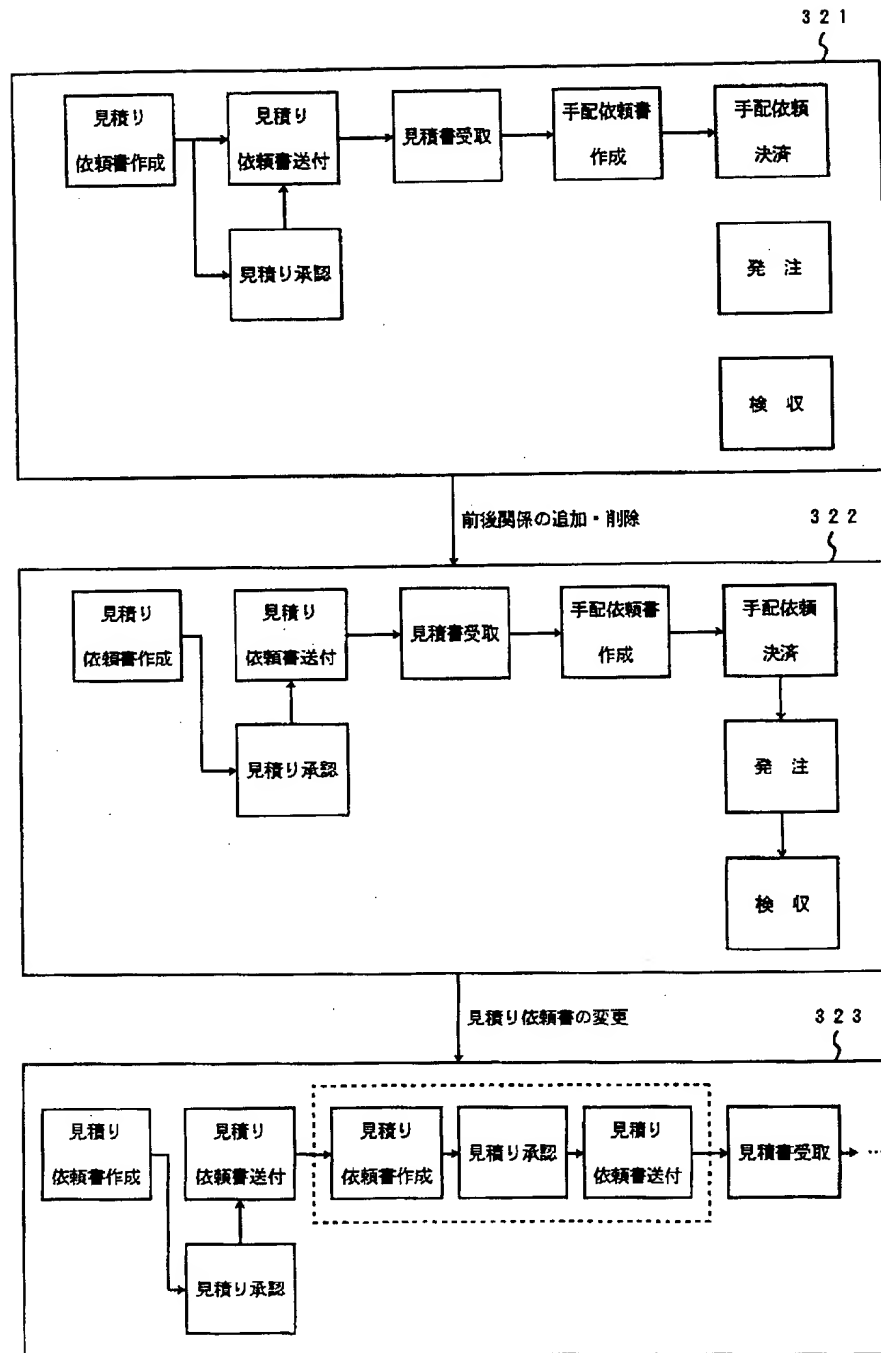 321
見積り
依頼書作成
見積り
依頼書送付
見積書受取
手配依頼書
作成
手配依頼
決済
見積り承認
発 注
検 収
前後関係の追加・削除
322
見積り
依頼書作成
見積り
依頼書送付
見積書受取
手配依頼書
作成
手配依頼
決済
見積り承認
発 注
検 収
見積り依頼書の変更
323
見積り
依頼書作成
見積り
依頼書送付
見積り
依頼書作成
見積り承認
見積り
依頼書送付
見積書受取
…
見積り承認